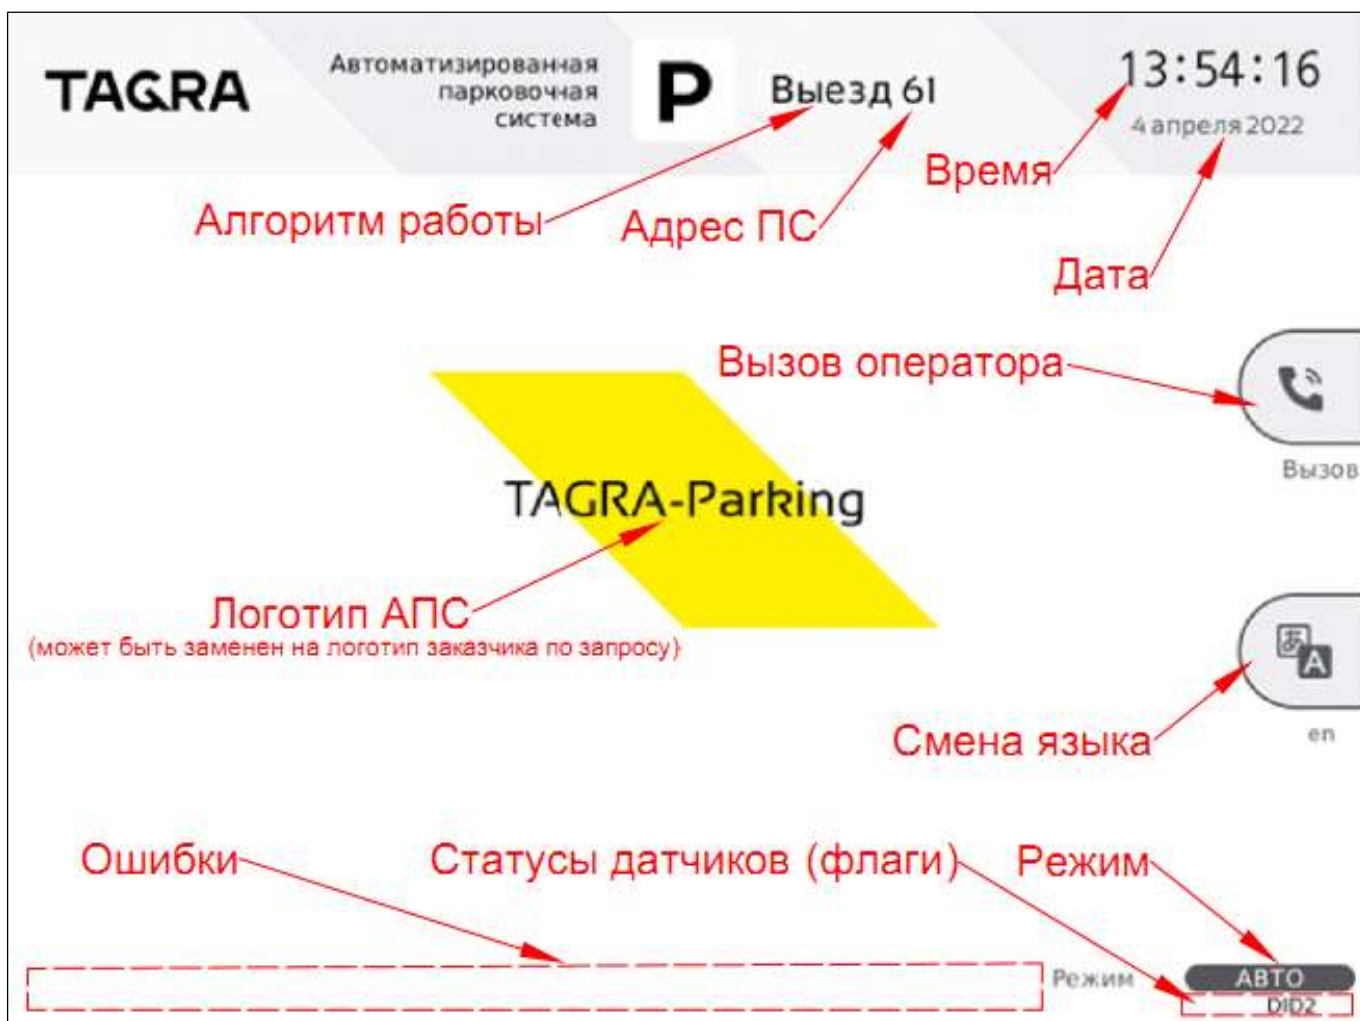 TAGRA
Автоматизированная
парковочная
система
P
Выезд 61
13:54:16
4 апреля 2022
Время
Алгоритм работы
Адрес ПС
Дата
Вызов оператора
Вызов
TAGRA-Parking
Логотип АПС
(может быть заменен на логотип заказчика по запросу)
あA
Смена языка
en
Ошибки
Статусы датчиков (флаги)
Режим
Режим
АВТО
DID2